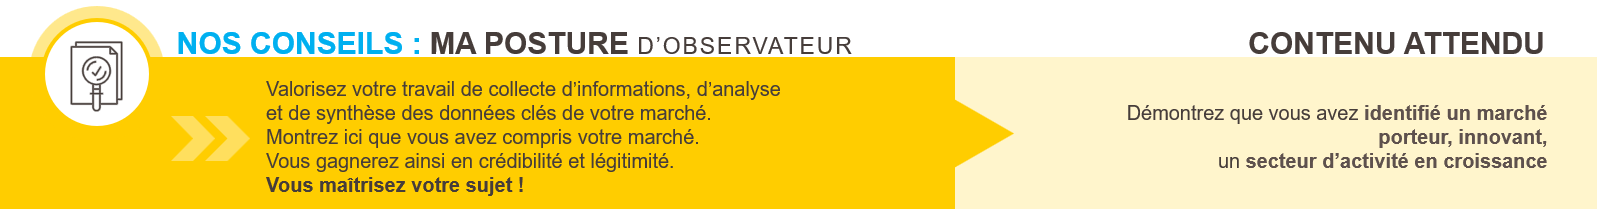 NOS CONSEILS : MA POSTURE D’OBSERVATEUR
Valorisez votre travail de collecte d’informations, d’analyse
et de synthèse des données clés de votre marché.
Montrez ici que vous avez compris votre marché.
Vous gagnerez ainsi en crédibilité et légitimité.
Vous maîtrisez votre sujet !
CONTENU ATTENDU
Démontrez que vous avez identifié un marché
porteur, innovant,
un secteur d’activité en croissance